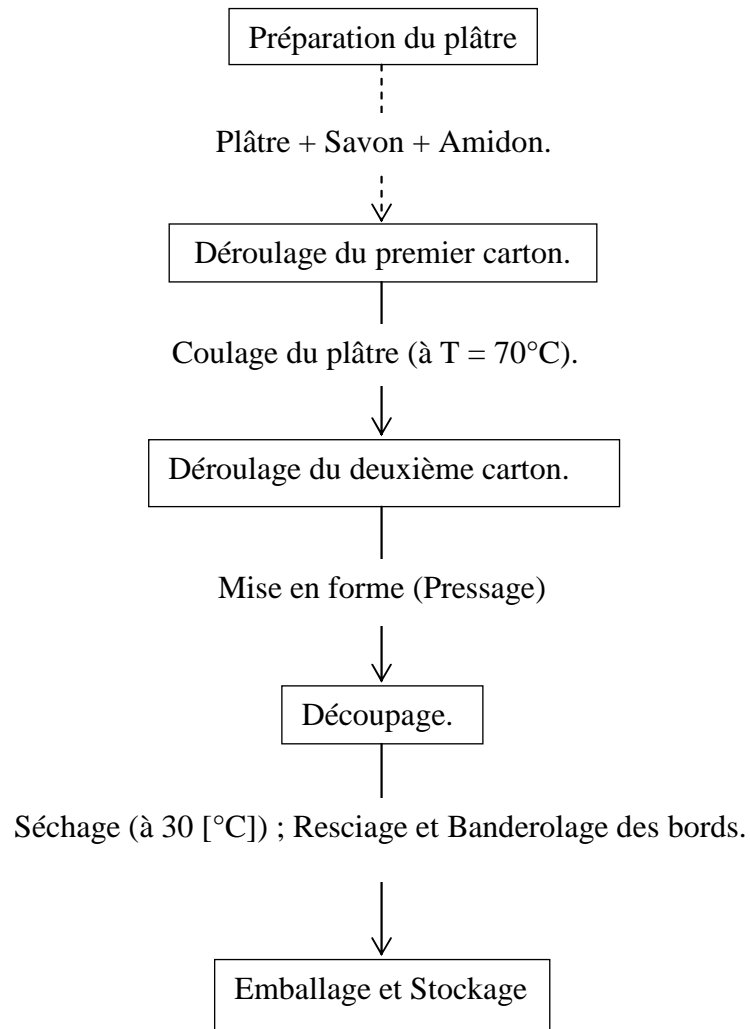 Préparation du plâtre
Plâtre + Savon + Amidon.
Déroulage du premier carton.
Coulage du plâtre (à T = 70°C).
Déroulage du deuxième carton.
Mise en forme (Pressage)
Découpage.
Séchage (à 30 [°C]) ; Resciage et Banderolage des bords.
Emballage et Stockage